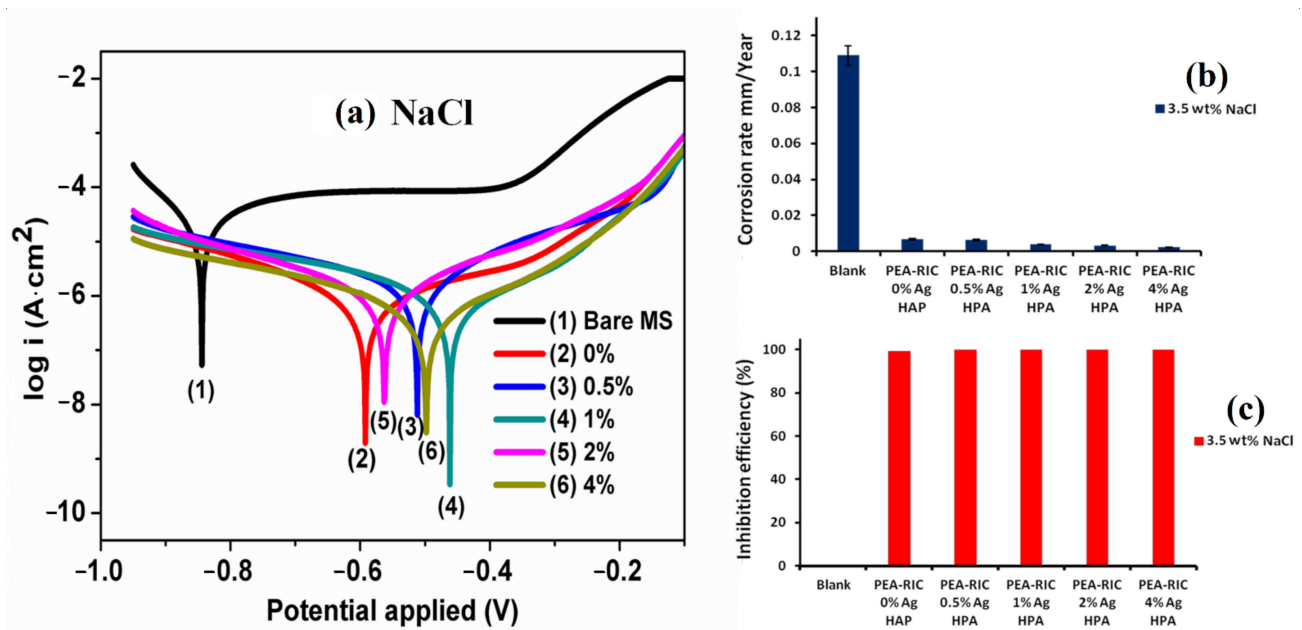 (a) NaCl
−2
−4
−6
−8
−10
log i (A·cm²)
−1.0 −0.8 −0.6 −0.4 −0.2
Potential applied (V)
(1)
(2)
(5)
(3)
(6)
(4)
(1) Bare MS
(2) 0%
(3) 0.5%
(4) 1%
(5) 2%
(6) 4%
(b)
0.12
0.1
0.08
0.06
0.04
0.02
0
Corrosion rate mm/Year
3.5 wt% NaCl
Blank PEA-RIC PEA-RIC PEA-RIC PEA-RIC PEA-RIC
0% Ag 0.5% Ag 1% Ag 2% Ag 4% Ag
HAP HPA HPA HPA HPA
(c)
100
80
60
40
20
0
Inhibition efficiency (%)
3.5 wt% NaCl
Blank PEA-RIC PEA-RIC PEA-RIC PEA-RIC PEA-RIC
0% Ag 0.5% Ag 1% Ag 2% Ag 4% Ag
HAP HPA HPA HPA HPA